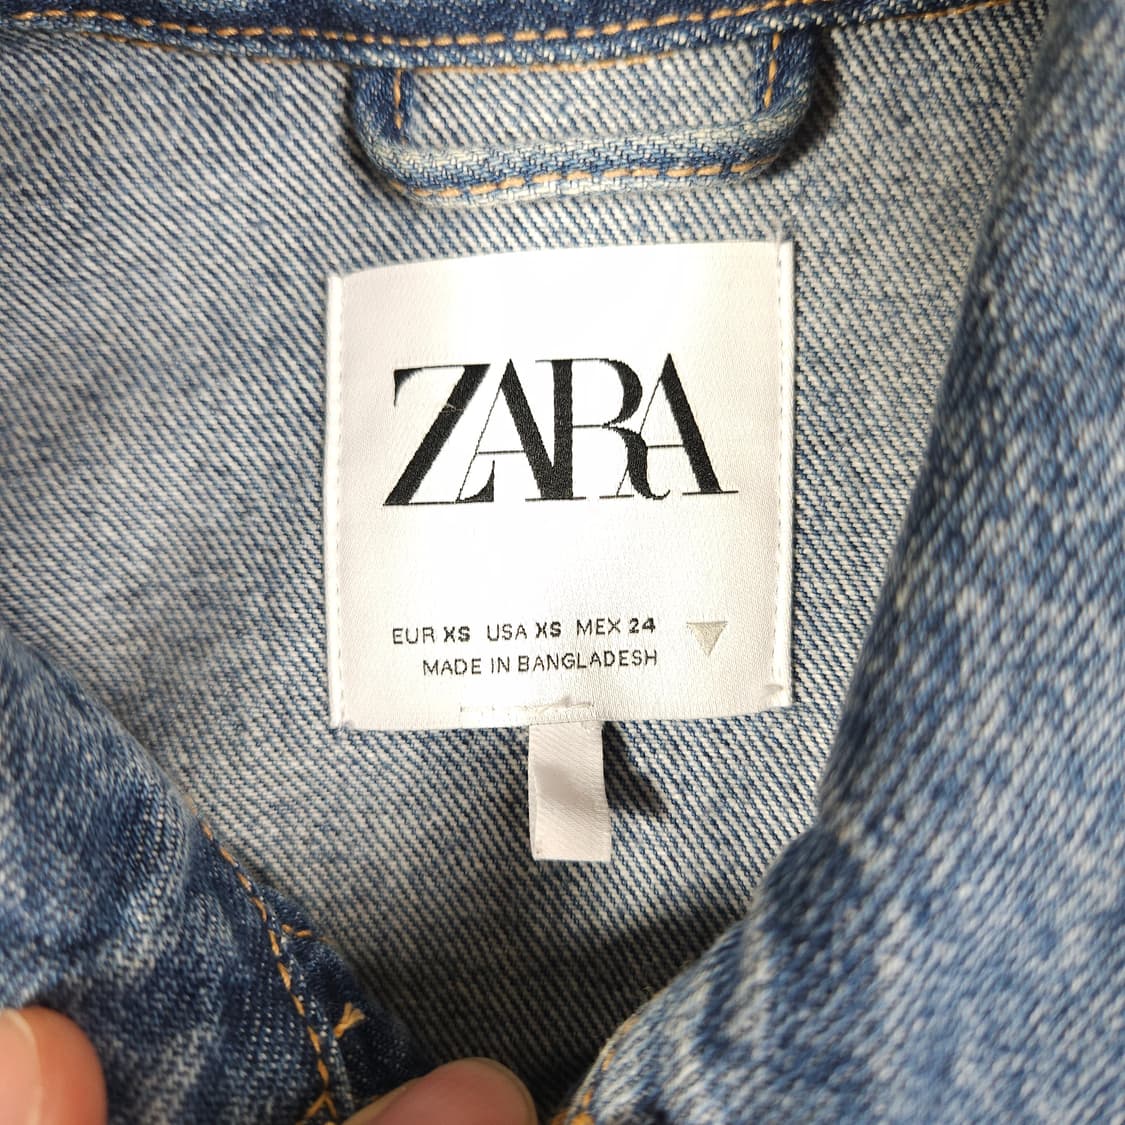 ZARA
EUR XS USA XS MEX 24
MADE IN BANGLADESH